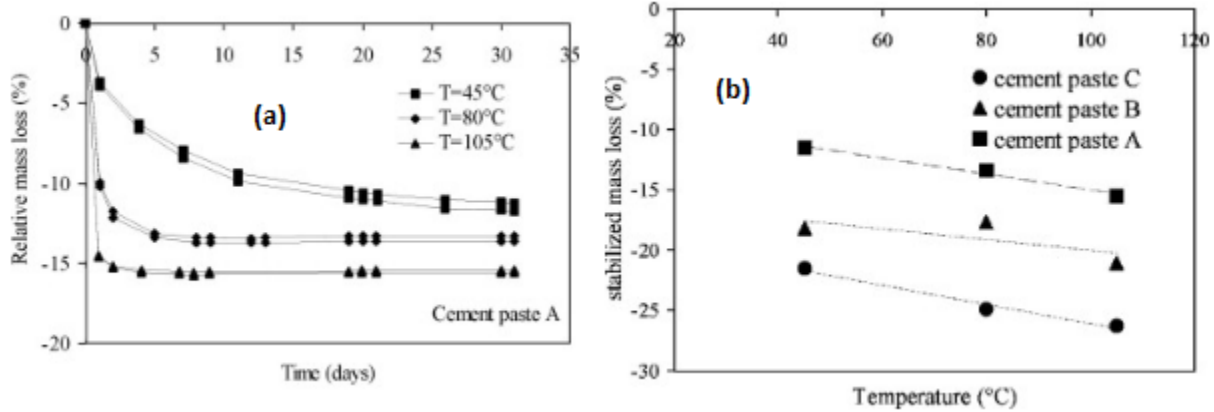 0
0 5 10 15 20 25 30 35
-5
-10
-15
-20
Relative mass loss (%)
(a)
T=45°C
T=80°C
T=105°C
Cement paste A
Time (days)
0
20 40 60 80 100 120
-5
-10
-15
-20
-25
-30
stabilized mass loss (%)
(b)
cement paste C
cement paste B
cement paste A
Temperature (°C)